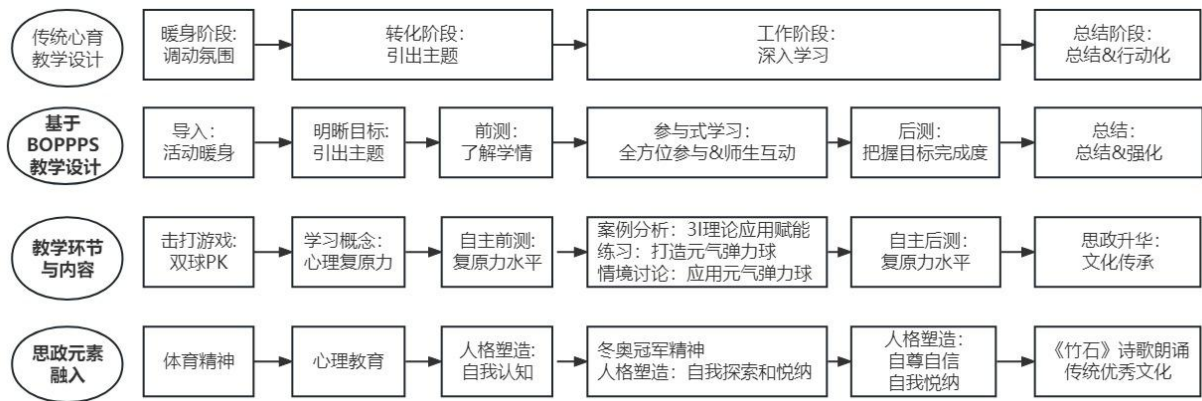 传统心育
教学设计
暖身阶段:
调动氛围
转化阶段：
引出主题
工作阶段：
深入学习
总结阶段：
总结&行动化
基于
BOPPPS
教学设计
导入：
活动暖身
明晰目标:
引出主题
前测：
了解学情
参与式学习：
全方位参与&师生互动
后测：
把握目标完成度
总结：
总结&强化
教学环节
与内容
击打游戏:
双球PK
学习概念：
心理复原力
自主前测：
复原力水平
案例分析：3I理论应用赋能
练习：打造元气弹力球
情境讨论：应用元气弹力球
自主后测：
复原力水平
思政升华：
文化传承
思政元素
融入
体育精神
心理教育
人格塑造:
自我认知
冬奥冠军精神
人格塑造：自我探索和悦纳
人格塑造：
自尊自信
自我悦纳
《竹石》诗歌朗诵
传统优秀文化